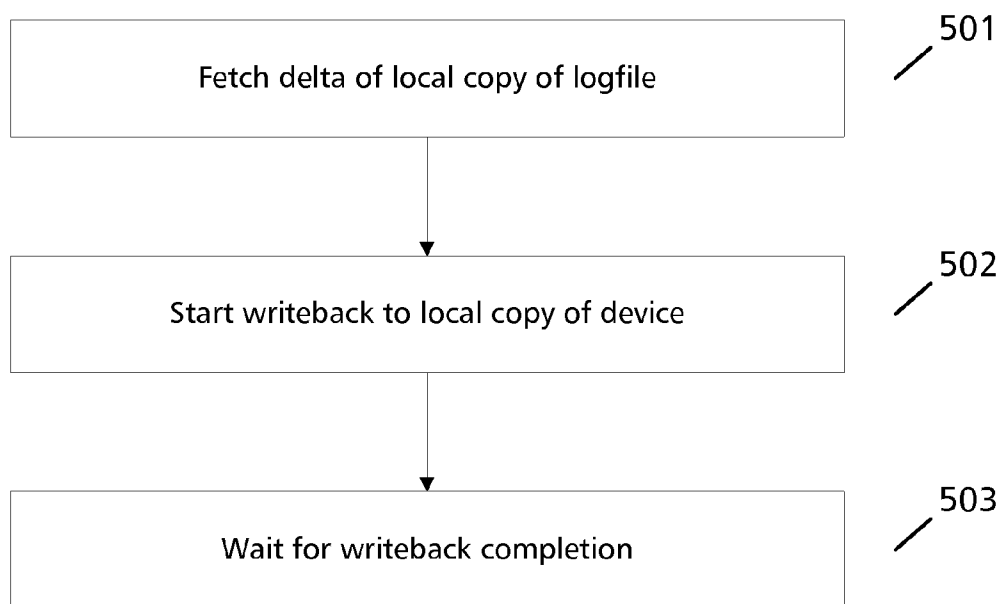 501
Fetch delta of local copy of logfile
502
Start writeback to local copy of device
503
Wait for writeback completion